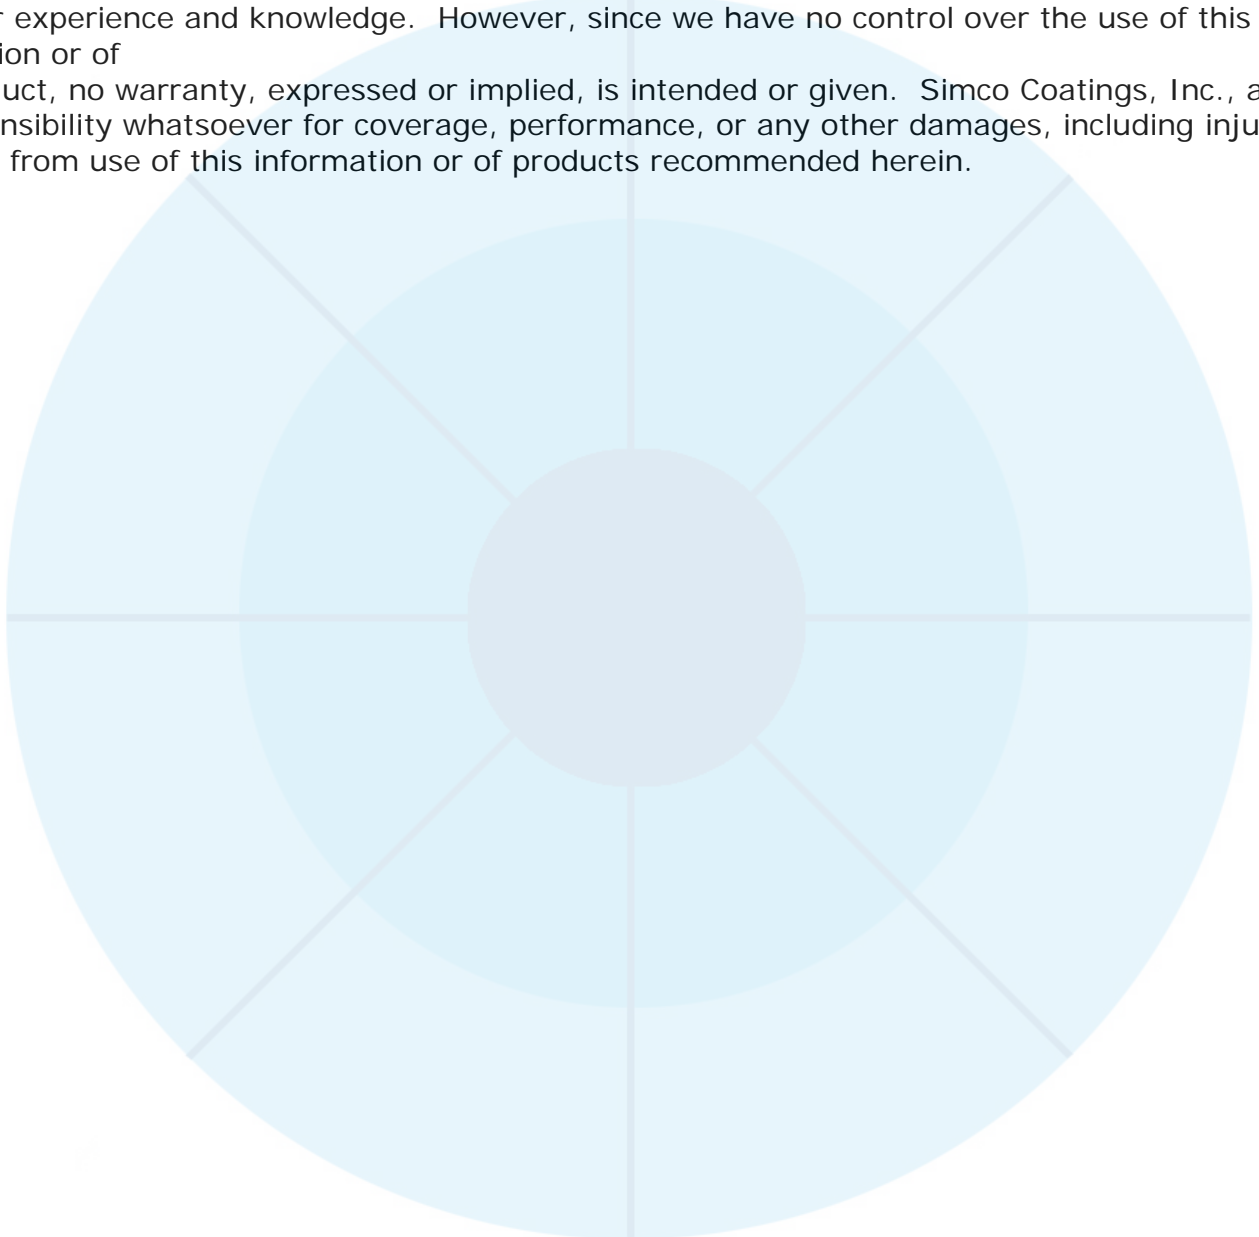 r experience and knowledge.  However, since we have no control over the use of this
ion or of
uct, no warranty, expressed or implied, is intended or given.  Simco Coatings, Inc., a
nsibility whatsoever for coverage, performance, or any other damages, including inju
from use of this information or of products recommended herein.